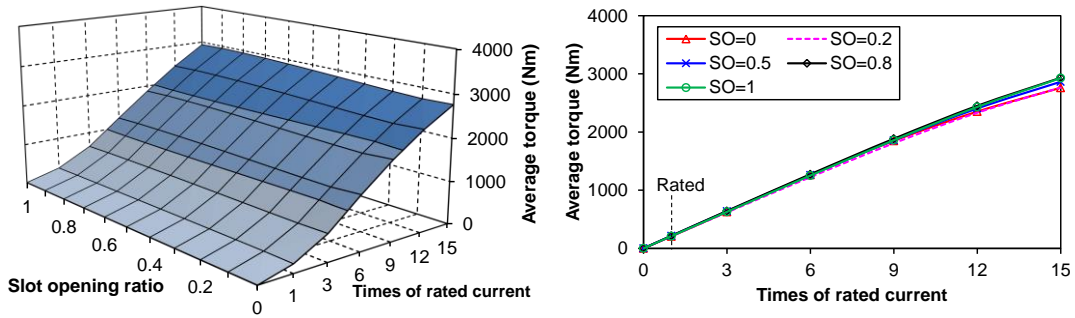 4000
3000
2000
1000
0
Average torque (Nm)
1
0.8
0.6
0.4
0.2
0
Slot opening ratio
1
3
6
9
12
15
Times of rated current
4000
3000
2000
1000
0
Average torque (Nm)
SO=0
SO=0.2
SO=0.5
SO=0.8
SO=1
Rated
0
3
6
9
12
15
Times of rated current